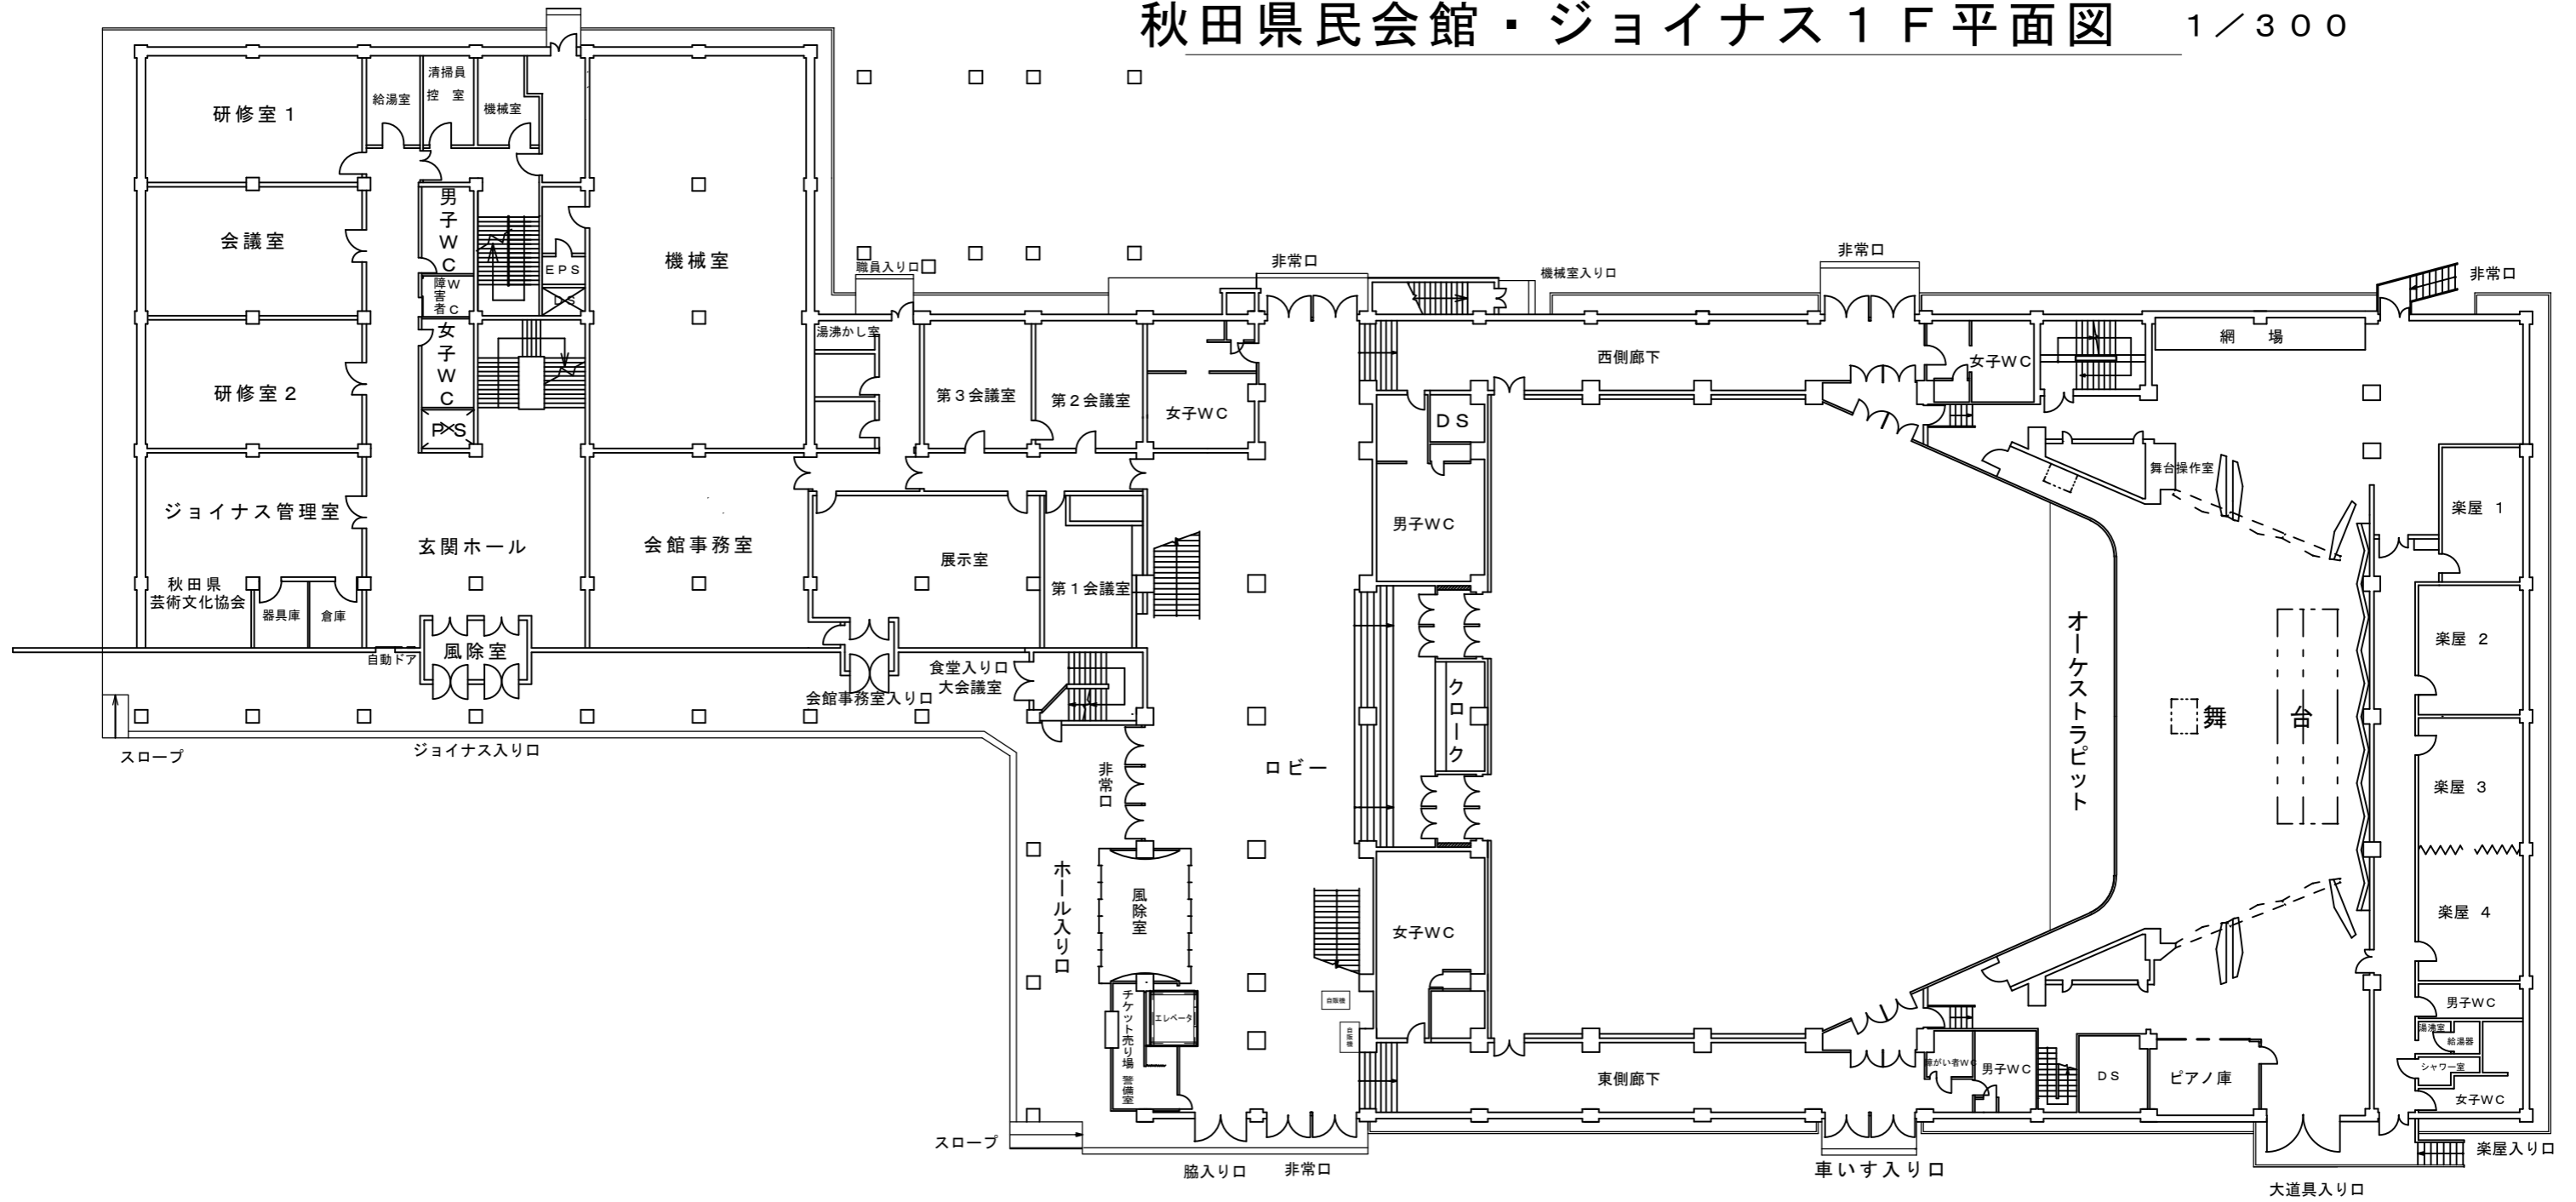 秋田県民会館・ジョイナス１Ｆ平面図 １／３００
研修室１
給湯室
清掃員
控　室
機械室
会議室
男子ＷＣ
障害者ＷＣ
女子ＷＣ
ＥＰＳ
ＤＳ
ＰＳ
研修室２
ジョイナス管理室
秋田県
芸術文化協会
器具庫
倉庫
玄関ホール
自動ドア
風除室
スロープ
ジョイナス入り口
機械室
会館事務室
職員入り口
湯沸かし室
第３会議室
第２会議室
女子ＷＣ
展示室
第１会議室
会館事務室入り口
食堂入り口
大会議室
非常口
非常口
ロビー
ホール入り口
風除室
チケット売り場
警備室
エレベータ
自販機
自販機
スロープ
脇入り口
非常口
機械室入り口
西側廊下
ＤＳ
男子ＷＣ
クローク
女子ＷＣ
東側廊下
非常口
女子ＷＣ
網　場
非常口
舞台操作室
オーケストラピット
舞　台
楽屋 １
楽屋 ２
楽屋 ３
楽屋 ４
男子ＷＣ
湯沸室
給湯器
シャワー室
女子ＷＣ
障がい者ＷＣ
男子ＷＣ
ＤＳ
ピアノ庫
車いす入り口
大道具入り口
楽屋入り口